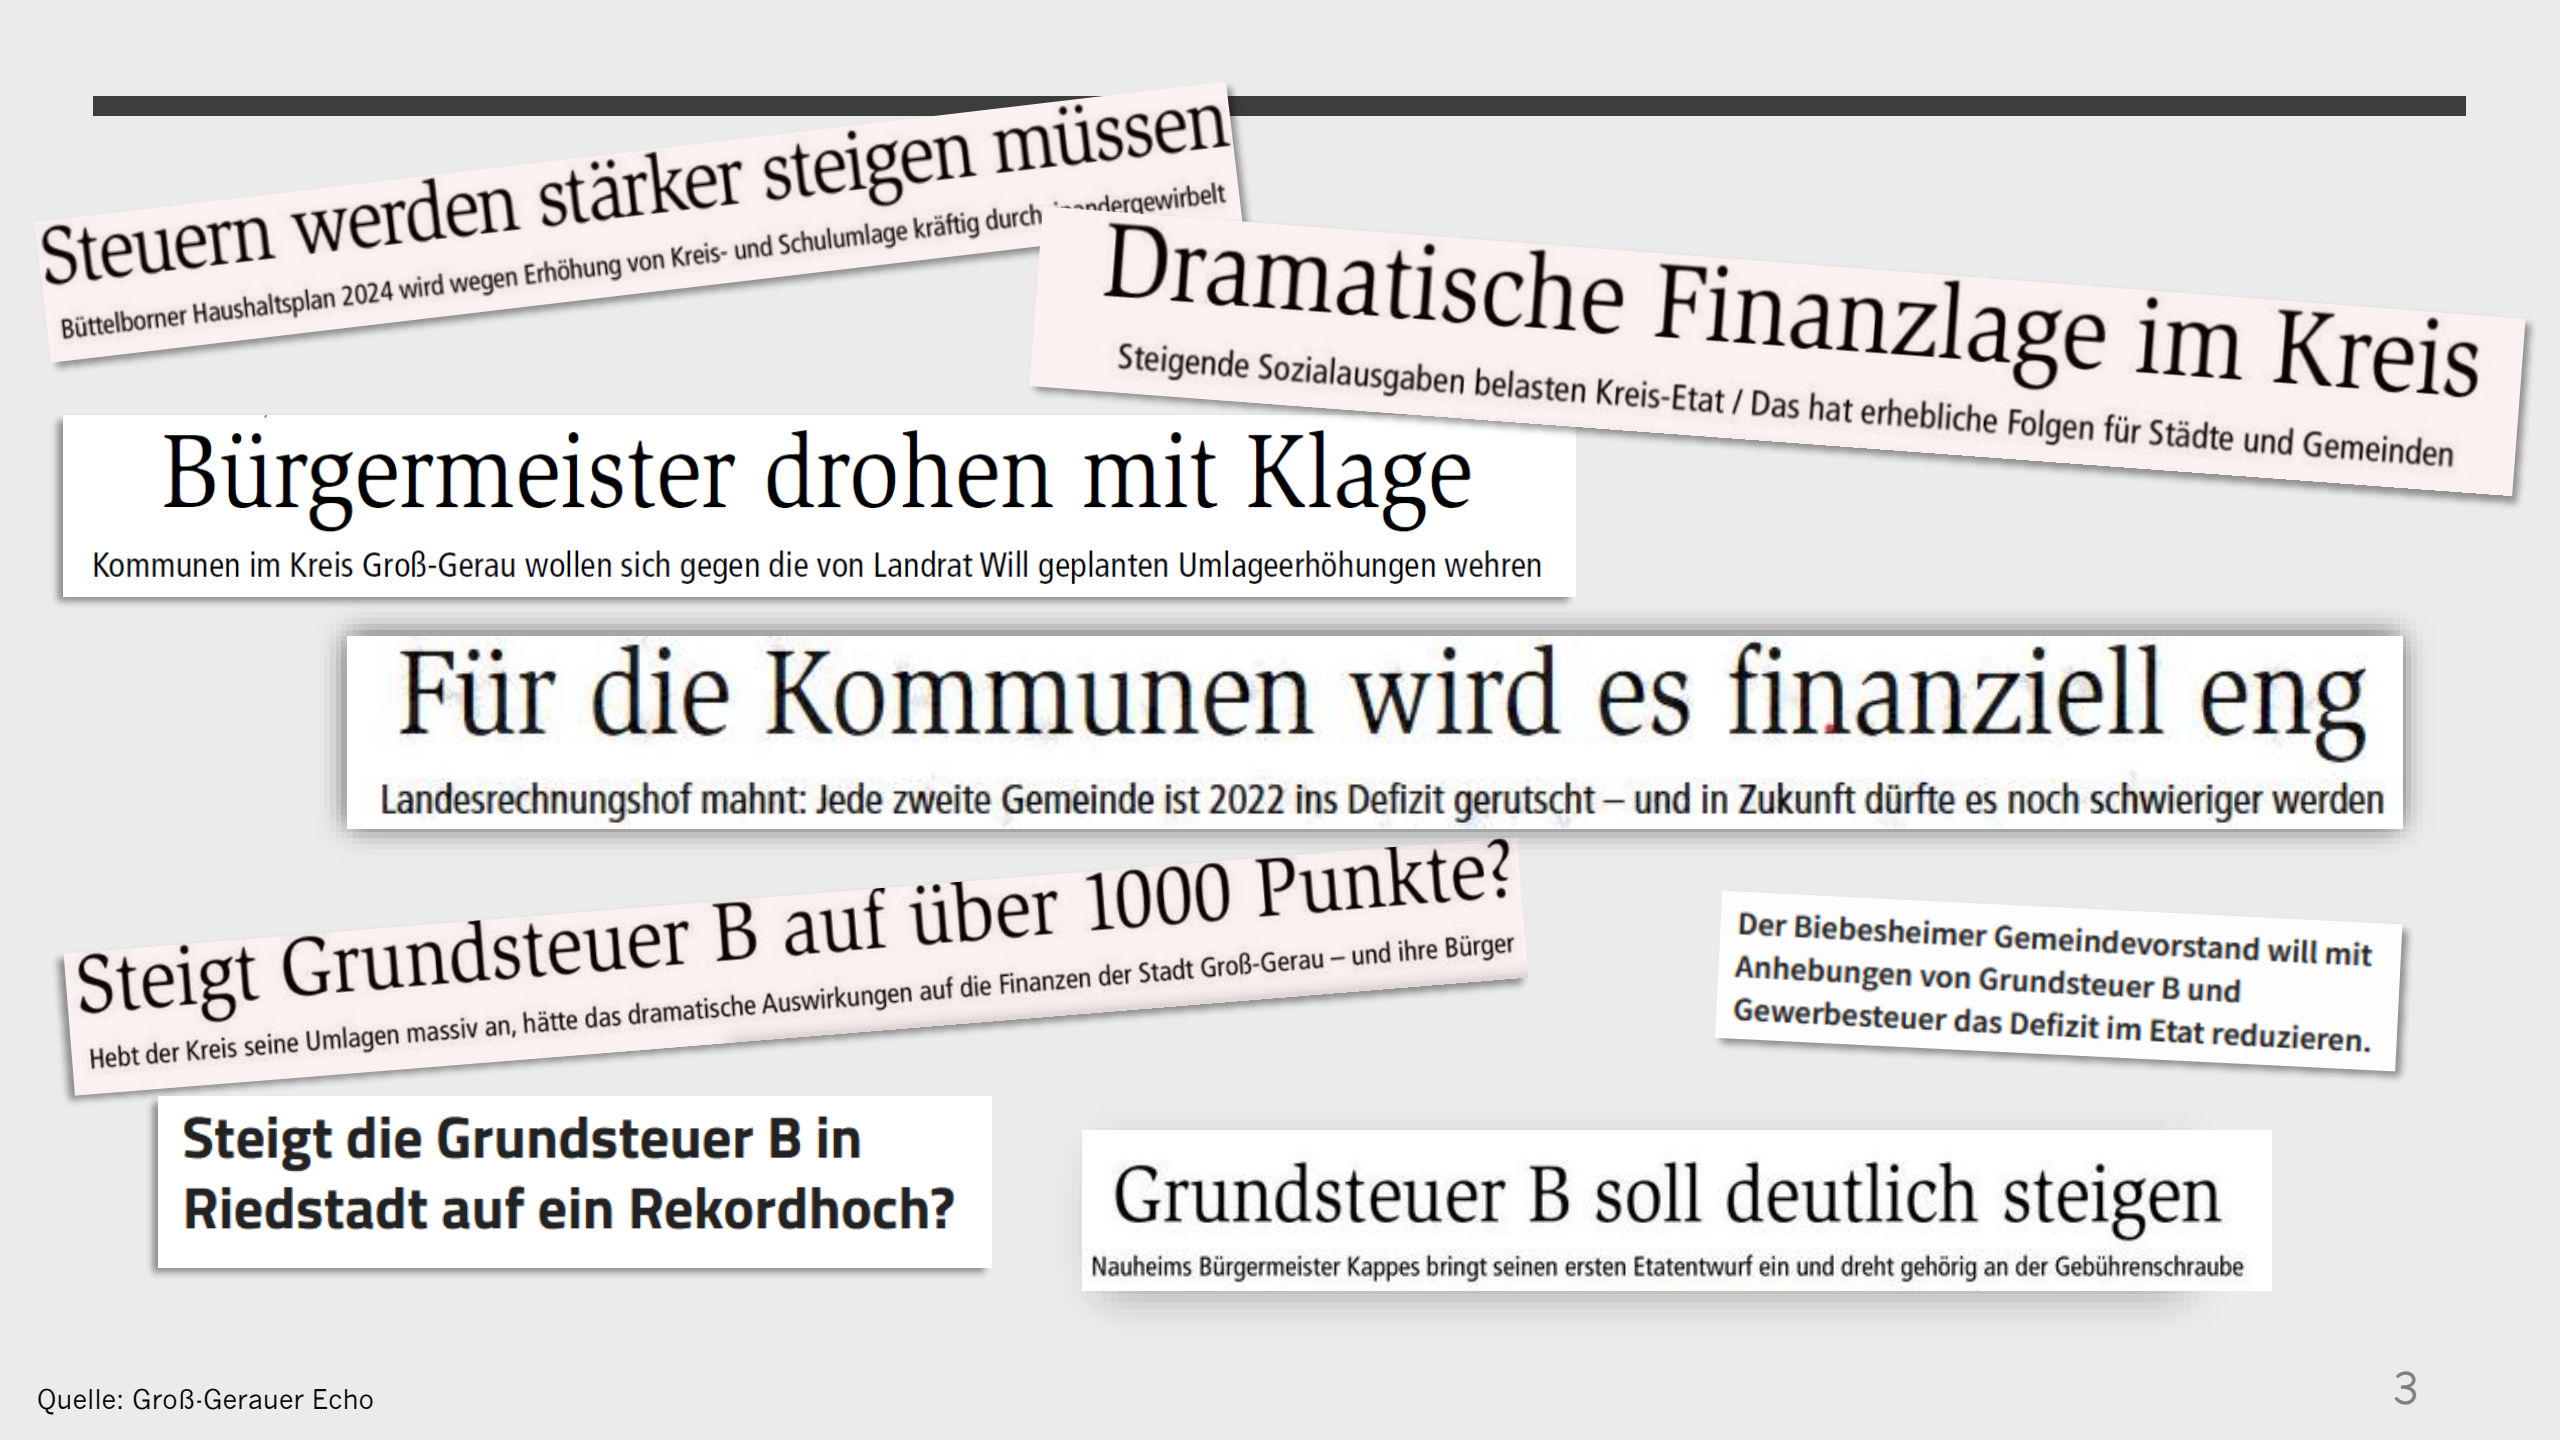 Steuern werden stärker steigen müssen
Büttelborner Haushaltsplan 2024 wird wegen Erhöhung von Kreis- und Schulumlage kräftig durcheinandergewirbelt
Dramatische Finanzlage im Kreis
Steigende Sozialausgaben belasten Kreis-Etat / Das hat erhebliche Folgen für Städte und Gemeinden
Bürgermeister drohen mit Klage
Kommunen im Kreis Groß-Gerau wollen sich gegen die von Landrat Will geplanten Umlageerhöhungen wehren
Für die Kommunen wird es finanziell eng
Landesrechnungshof mahnt: Jede zweite Gemeinde ist 2022 ins Defizit gerutscht – und in Zukunft dürfte es noch schwieriger werden
Steigt Grundsteuer B auf über 1000 Punkte?
Hebt der Kreis seine Umlagen massiv an, hätte das dramatische Auswirkungen auf die Finanzen der Stadt Groß-Gerau – und ihre Bürger
Der Biebesheimer Gemeindevorstand will mit
Anhebungen von Grundsteuer B und
Gewerbesteuer das Defizit im Etat reduzieren.
Steigt die Grundsteuer B in
Riedstadt auf ein Rekordhoch?
Grundsteuer B soll deutlich steigen
Nauheims Bürgermeister Kappes bringt seinen ersten Etatentwurf ein und dreht gehörig an der Gebührenschraube
Quelle: Groß-Gerauer Echo
3